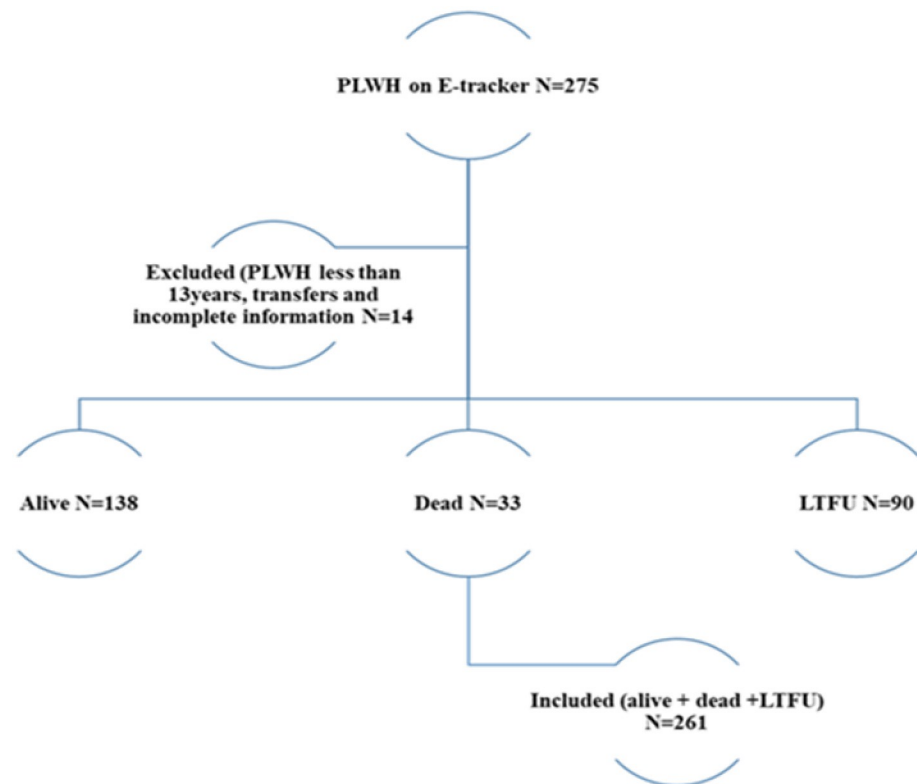 PLWH on E-tracker N=275
Excluded (PLWH less than
13years, transfers and
incomplete information N=14
Alive N=138
Dead N=33
LTFU N=90
Included (alive + dead +LTFU)
N=261